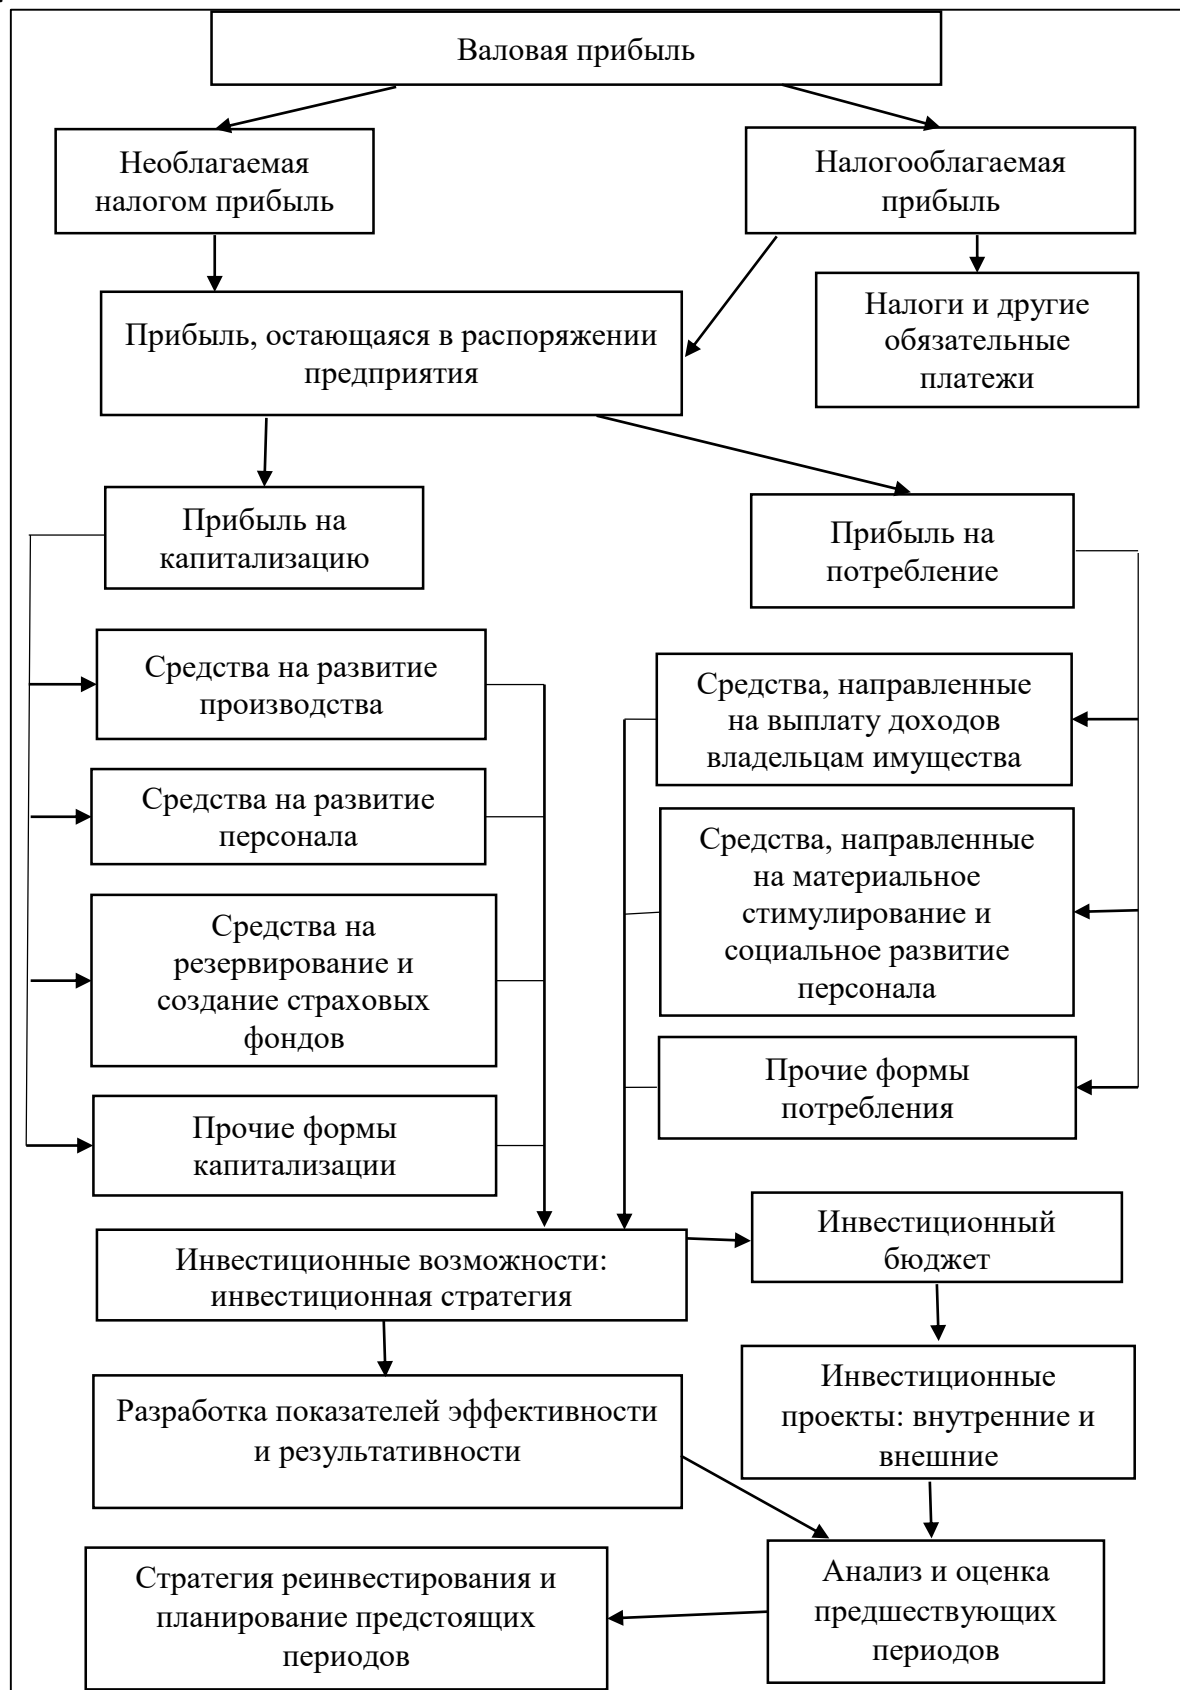 Валовая прибыль
Необлагаемая
налогом прибыль
Налогооблагаемая
прибыль
Прибыль, остающаяся в распоряжении
предприятия
Налоги и другие
обязательные
платежи
Прибыль на
капитализацию
Прибыль на
потребление
Средства на развитие
производства
Средства на развитие
персонала
Средства на
резервирование и
создание страховых
фондов
Прочие формы
капитализации
Средства, направленные
на выплату доходов
владельцам имущества
Средства, направленные
на материальное
стимулирование и
социальное развитие
персонала
Прочие формы
потребления
Инвестиционные возможности:
инвестиционная стратегия
Инвестиционный
бюджет
Разработка показателей эффективности
и результативности
Инвестиционные
проекты: внутренние и
внешние
Стратегия реинвестирования и
планирование предстоящих
периодов
Анализ и оценка
предшествующих
периодов